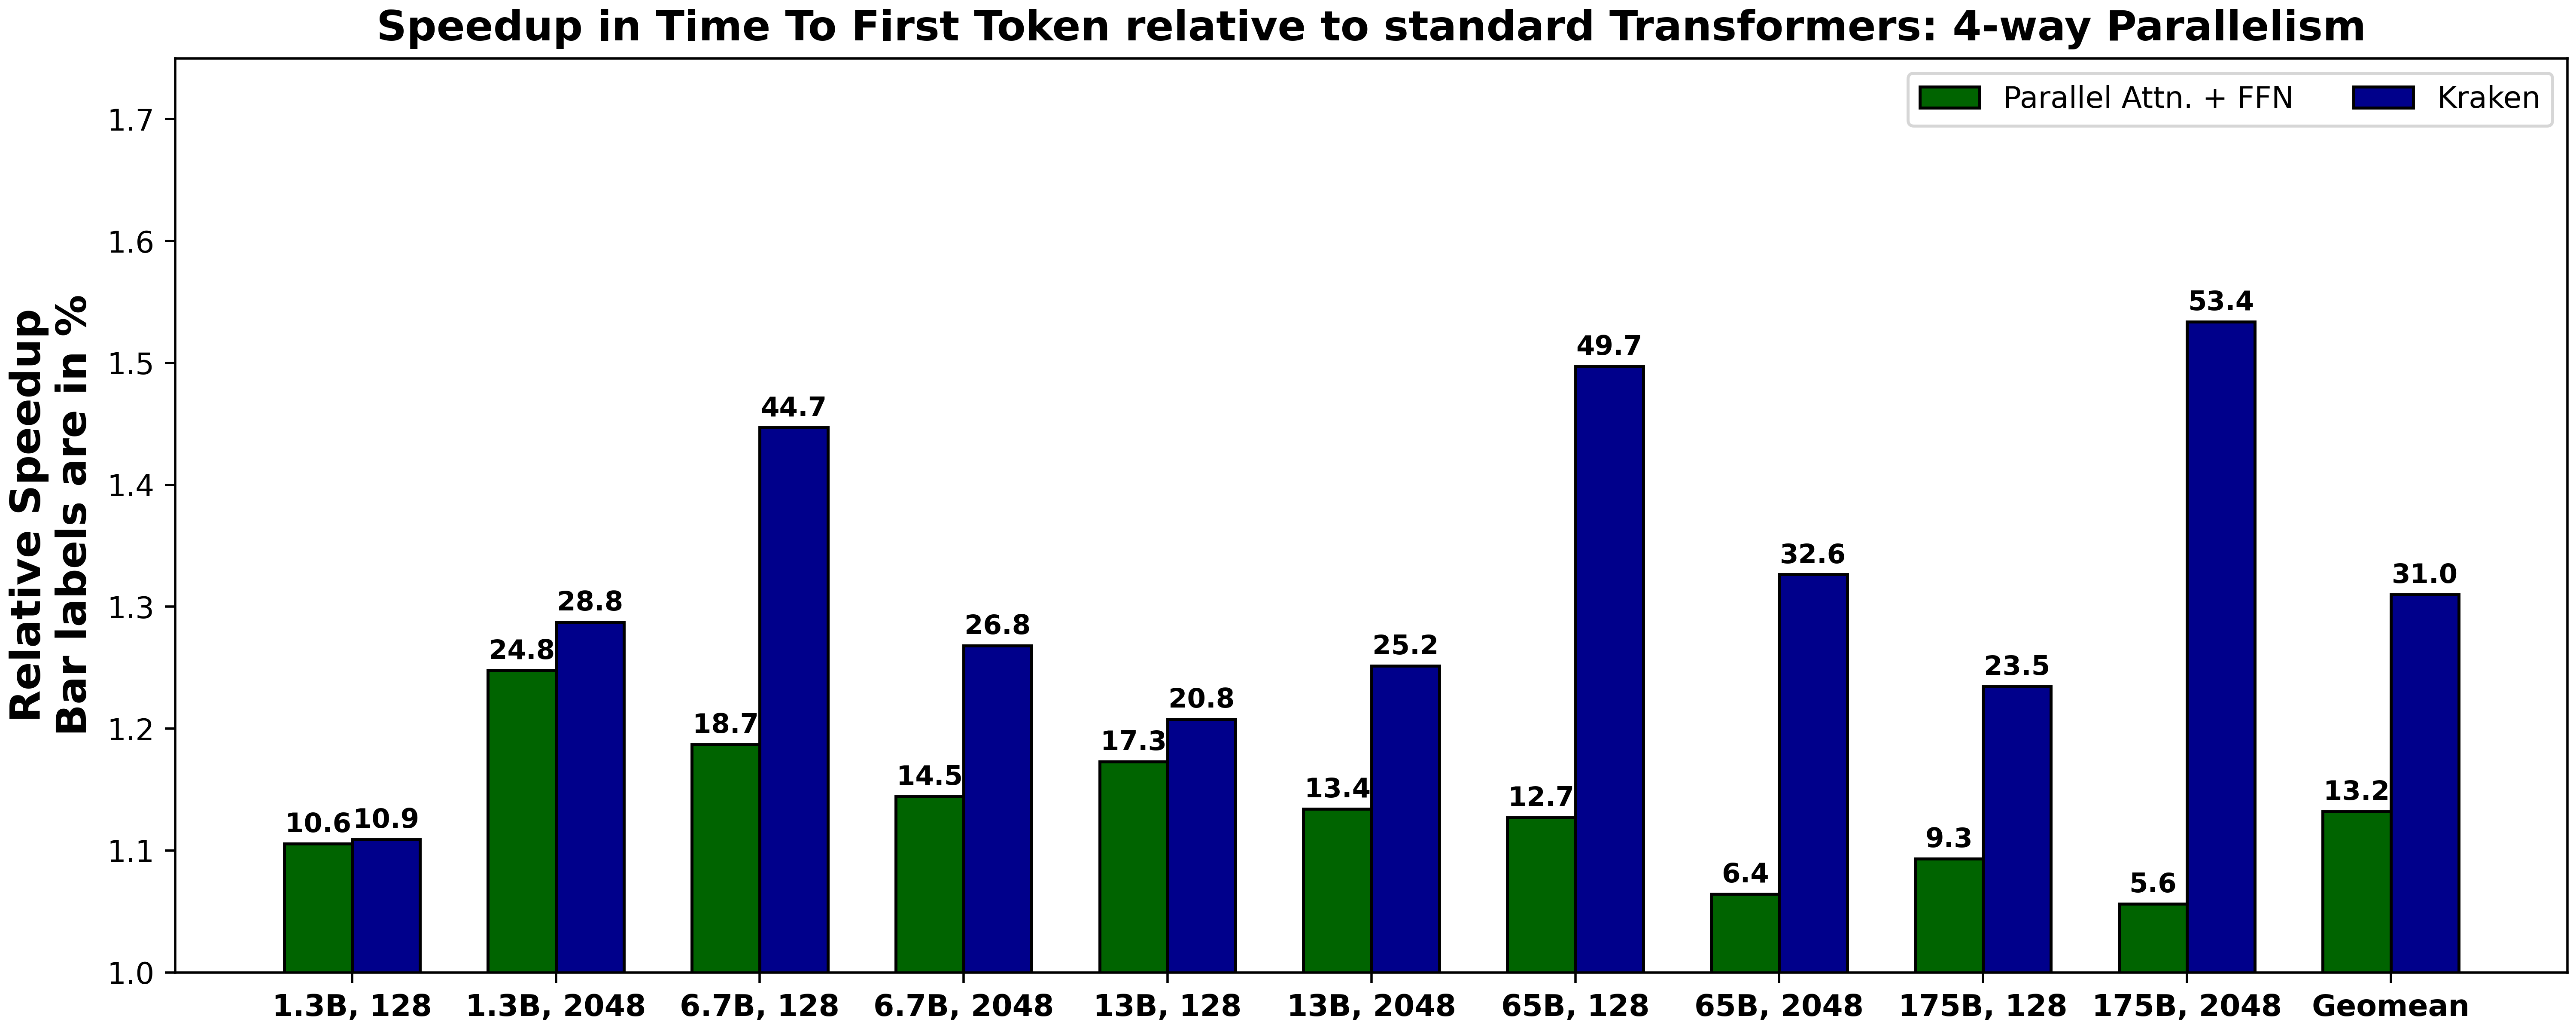 Speedup in Time To First Token relative to standard Transformers: 4-way Parallelism
Parallel Attn. + FFN
Kraken
Relative Speedup
Bar labels are in %
1.7
1.6
1.5
1.4
1.3
1.2
1.1
1.0
10.6
10.9
24.8
28.8
18.7
44.7
14.5
26.8
17.3
20.8
13.4
25.2
12.7
49.7
6.4
32.6
9.3
23.5
5.6
53.4
13.2
31.0
1.3B, 128
1.3B, 2048
6.7B, 128
6.7B, 2048
13B, 128
13B, 2048
65B, 128
65B, 2048
175B, 128
175B, 2048
Geomean